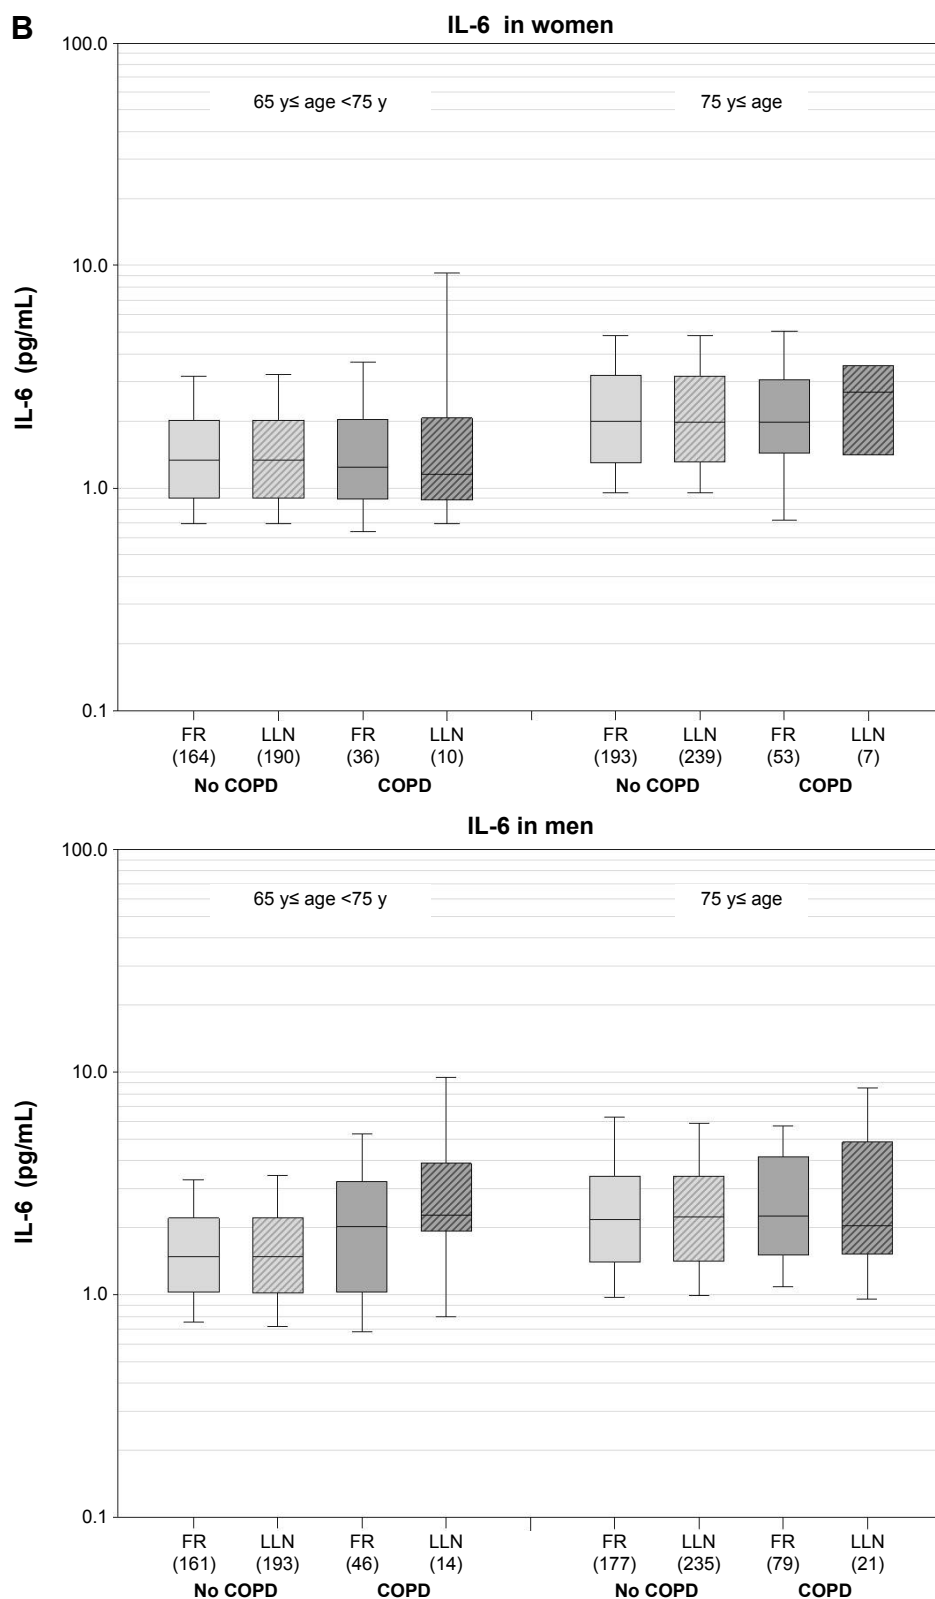 B
IL-6 in women
100.0
65 y≤ age <75 y 75 y≤ age
10.0
IL-6 (pg/mL)
1.0
0.1
FR LLN FR LLN FR LLN FR LLN
(164) (190) (36) (10) (193) (239) (53) (7)
No COPD COPD No COPD COPD
IL-6 in men
100.0
65 y≤ age <75 y 75 y≤ age
10.0
IL-6 (pg/mL)
1.0
0.1
FR LLN FR LLN FR LLN FR LLN
(161) (193) (46) (14) (177) (235) (79) (21)
No COPD COPD No COPD COPD